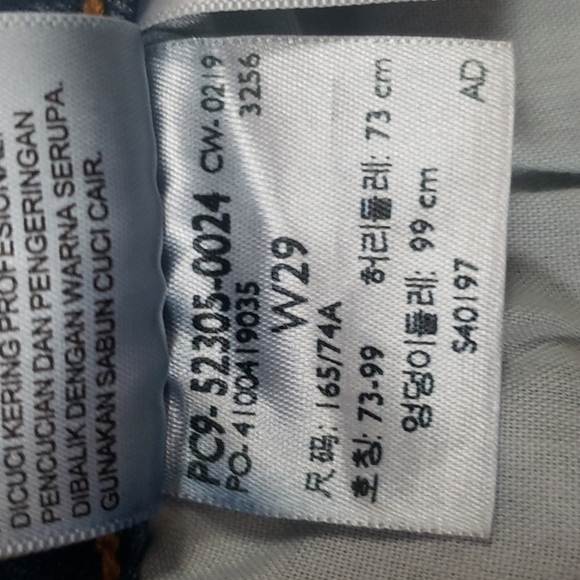 DICUCI KERING PROFESIONAL.
PENCUCIAN DAN PENGERINGAN
DIBALIK DENGAN WARNA SERUPA.
GUNAKAN SABUN CUCI CAIR.
PC9-52305-0024 CW-0219
PO-4100419035 3256
W29
尺码: 165/74A
호칭: 73-99 허리둘레: 73 cm
엉덩이둘레: 99 cm
S40197 AD